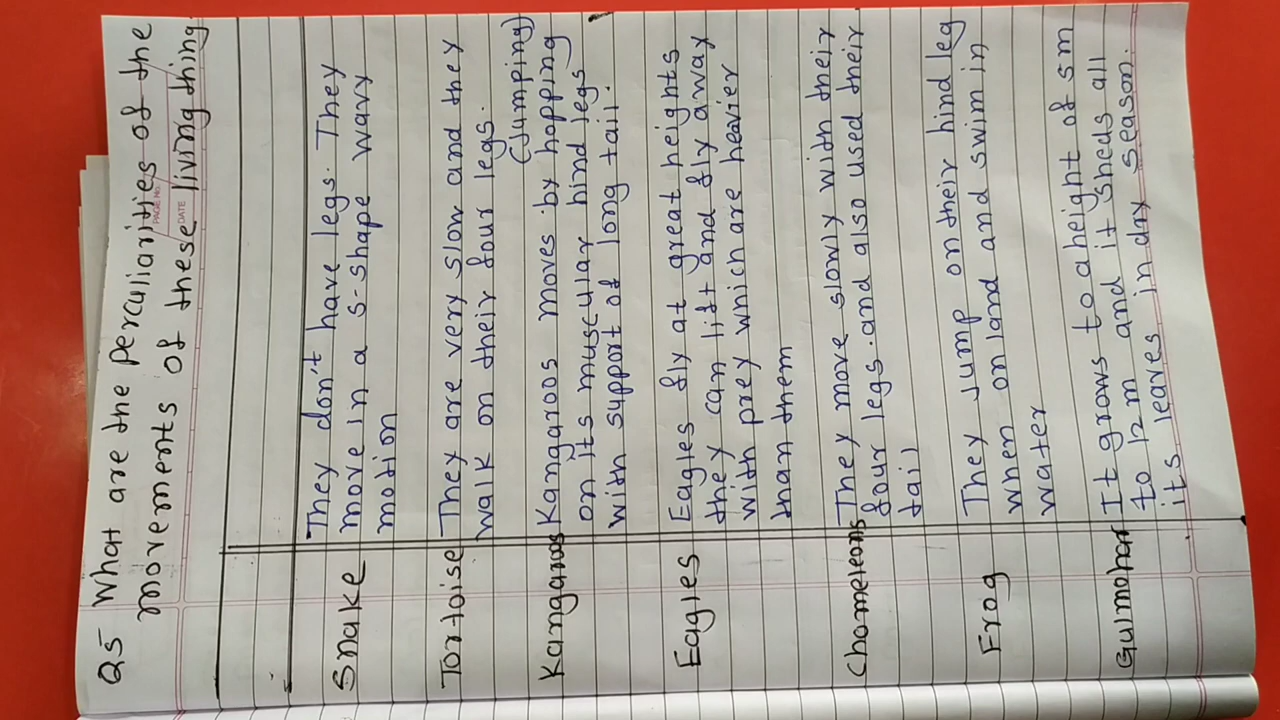 Q5 What are the perculiarities of the
PAGE NO.
DATE
movements of these living thing
Snake They don't have legs. They
move in a s-shape wavy
motion
Tortoise They are very slow and they
walk on their four legs.
(Jumping)
Kangaroos Kangaroos moves by hopping
on its muscular hind legs
with support of long tail.
Eagles Eagles fly at great heights
they can lift and fly away
with prey which are heavier
than them
Chameleons They move slowly with their
four legs. and also used their
tail
Frog They Jump on their hind leg
when on land and swim in
water
Gulmohar It grows to a height of 5m
to 12 m and it sheds all
its leaves in dry season.